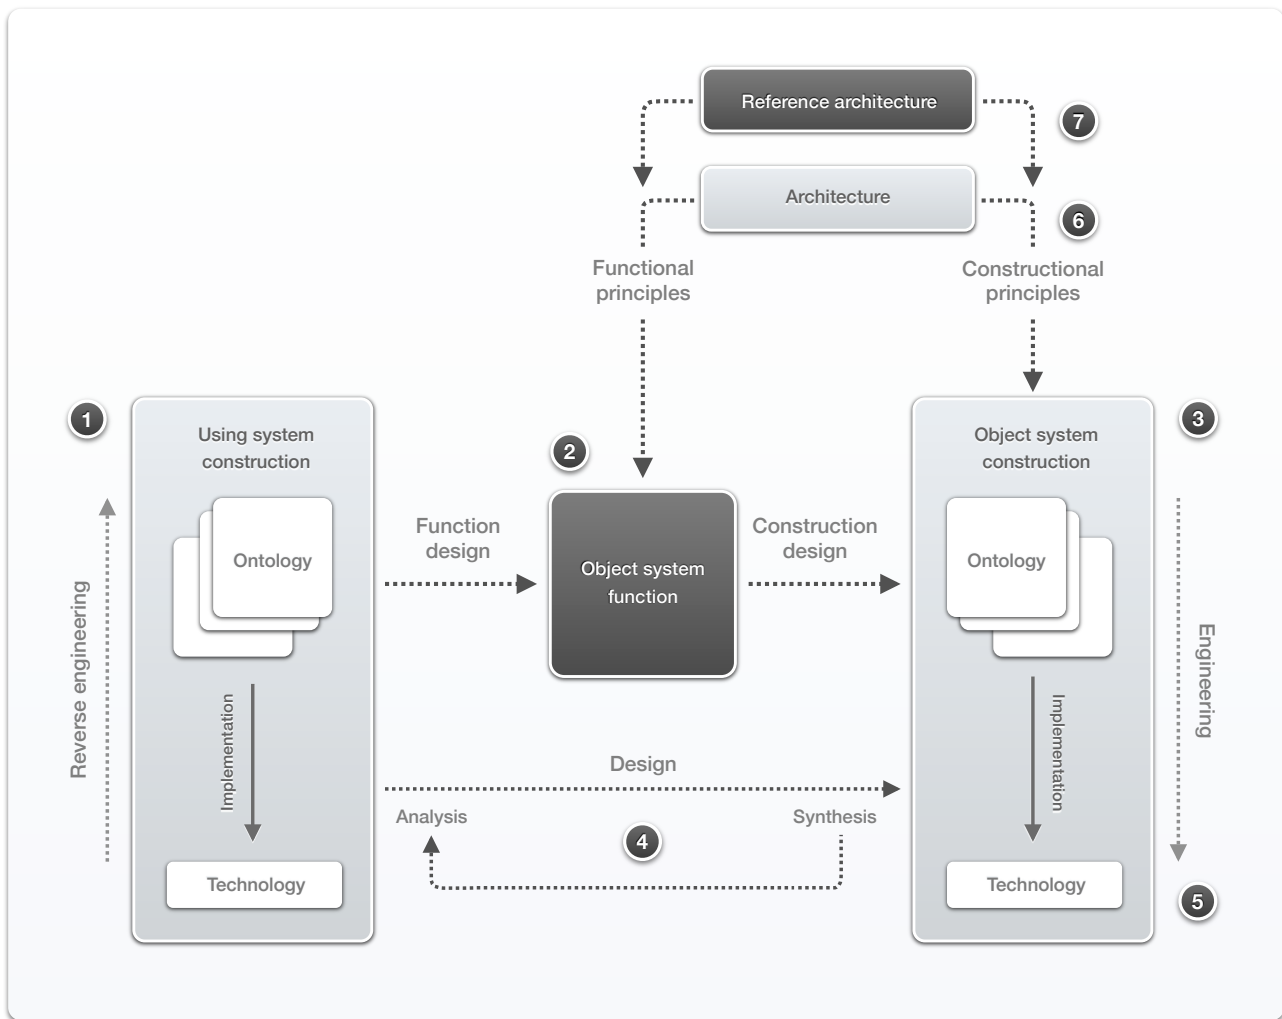 Reference architecture
7
Architecture
6
Functional
principles
Constructional
principles
1
Using system
construction
2
3
Object system
construction
Ontology
Function
design
Object system
function
Construction
design
Ontology
Reverse engineering
Engineering
Implementation
Implementation
Design
Analysis
4
Synthesis
Technology
Technology
5